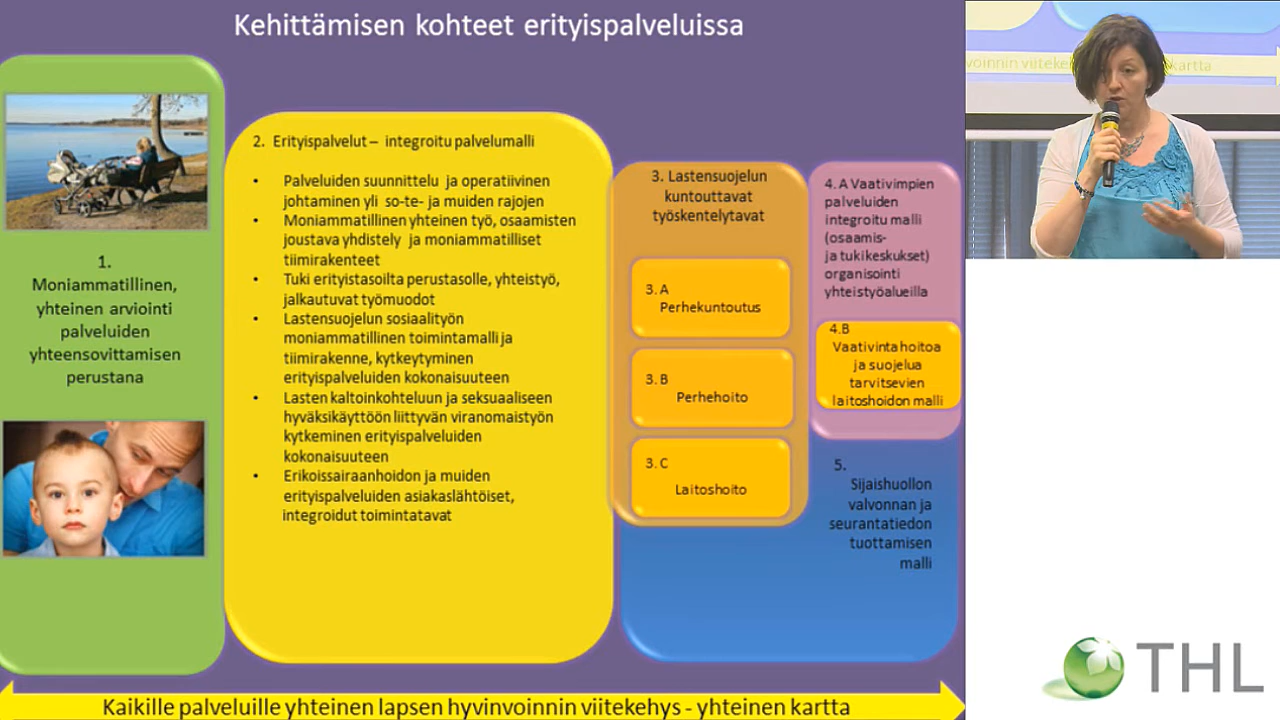 Kehittämisen kohteet erityispalveluissa
1.
Moniammatillinen,
yhteinen arviointi
palveluiden
yhteensovittamisen
perustana
2. Erityispalvelut – integroitu palvelumalli
• Palveluiden suunnittelu ja operatiivinen
johtaminen yli so-te- ja muiden rajojen
• Moniammatillinen yhteinen työ, osaamisten
joustava yhdistely ja moniammatilliset
tiimirakenteet
• Tuki erityistasoilta perustasolle, yhteistyö,
jalkautuvat työmuodot
• Lastensuojelun sosiaalityön
moniammatillinen toimintamalli ja
tiimirakenne, kytkeytyminen
erityispalveluiden kokonaisuuteen
• Lasten kaltoinkohteluun ja seksuaaliseen
hyväksikäyttöön liittyvän viranomaistyön
kytkeminen erityispalveluiden
kokonaisuuteen
• Erikoissairaanhoidon ja muiden
erityispalveluiden asiakaslähtöiset,
integroidut toimintatavat
3. Lastensuojelun
kuntouttavat
työskentelytavat
3. A
Perhekuntoutus
3. B
Perhehoito
3. C
Laitoshoito
4. A Vaativimpien
palveluiden
integroitu malli
(osaamis-
ja tukikeskukset)
organisointi
yhteistyöalueilla
4.B
Vaativinta hoitoa
ja suojelua
tarvitsevien
laitoshoidon malli
5.
Sijaishuollon
valvonnan ja
seurantatiedon
tuottamisen
malli
Kaikille palveluille yhteinen lapsen hyvinvoinnin viitekehys - yhteinen kartta
voinnin viitekeh kartta
THL